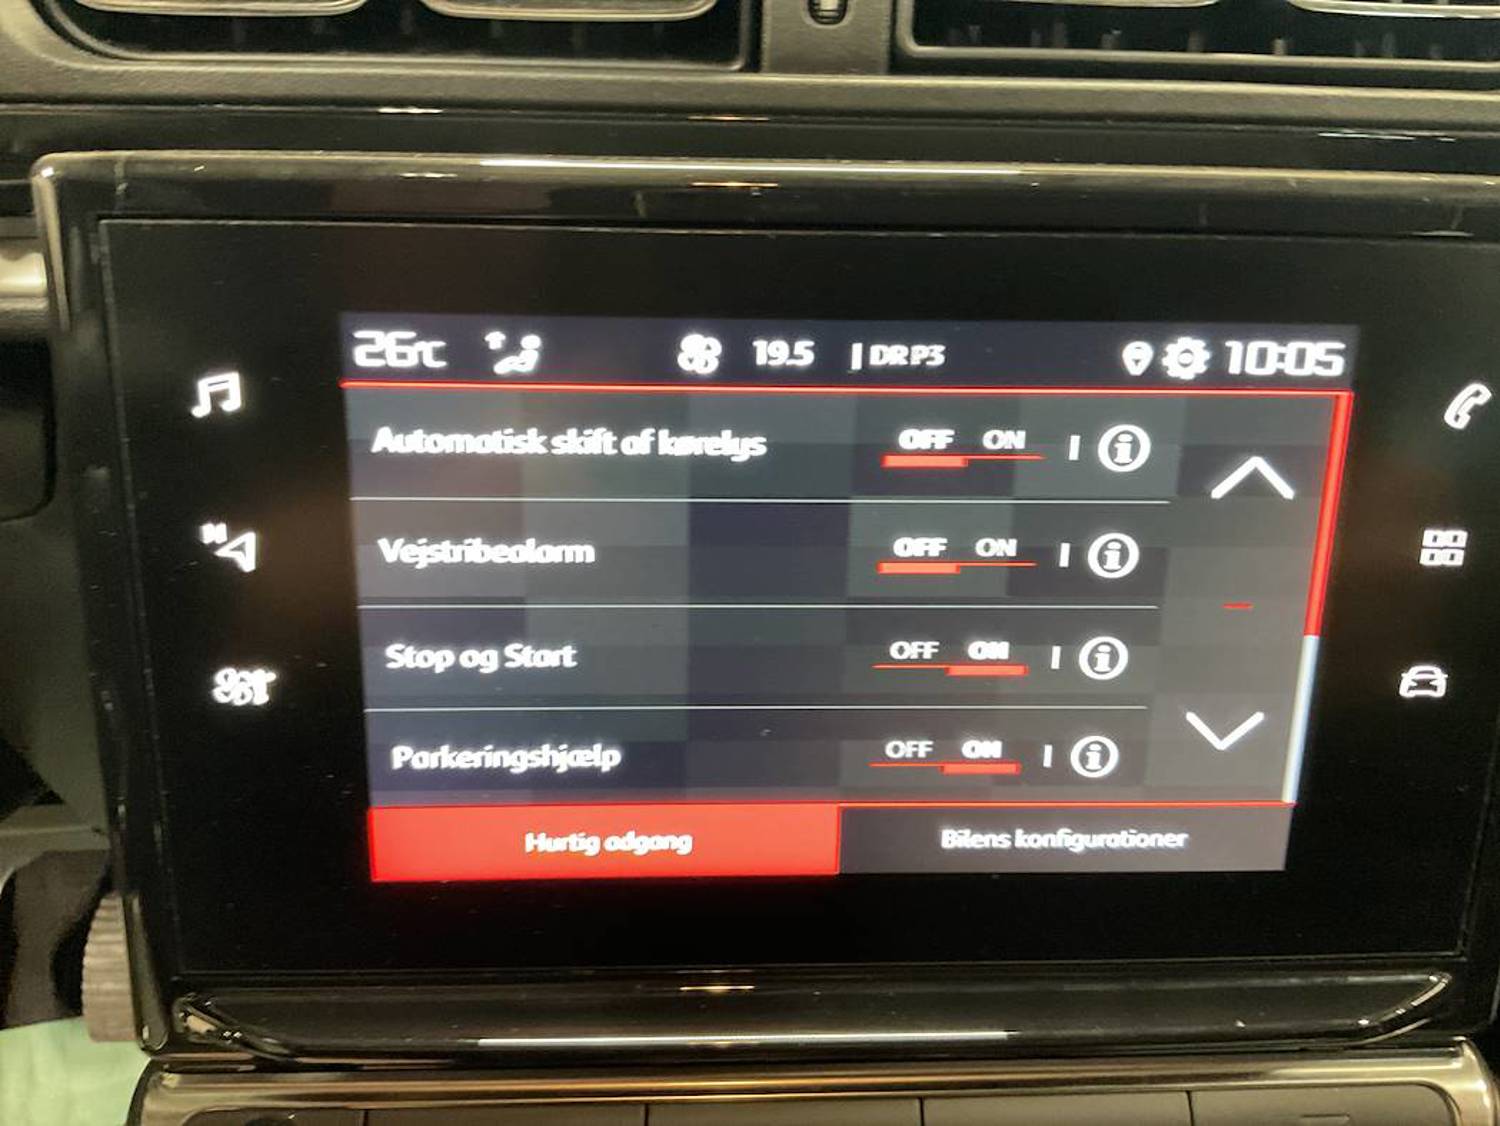 26°C 19.5 | DR P3 10:05
Automatisk skift af kørelys OFF ON
Vejstribealarm OFF ON
Stop og Start OFF ON
Parkeringshjælp OFF ON
Hurtig adgang Bilens konfigurationer
N